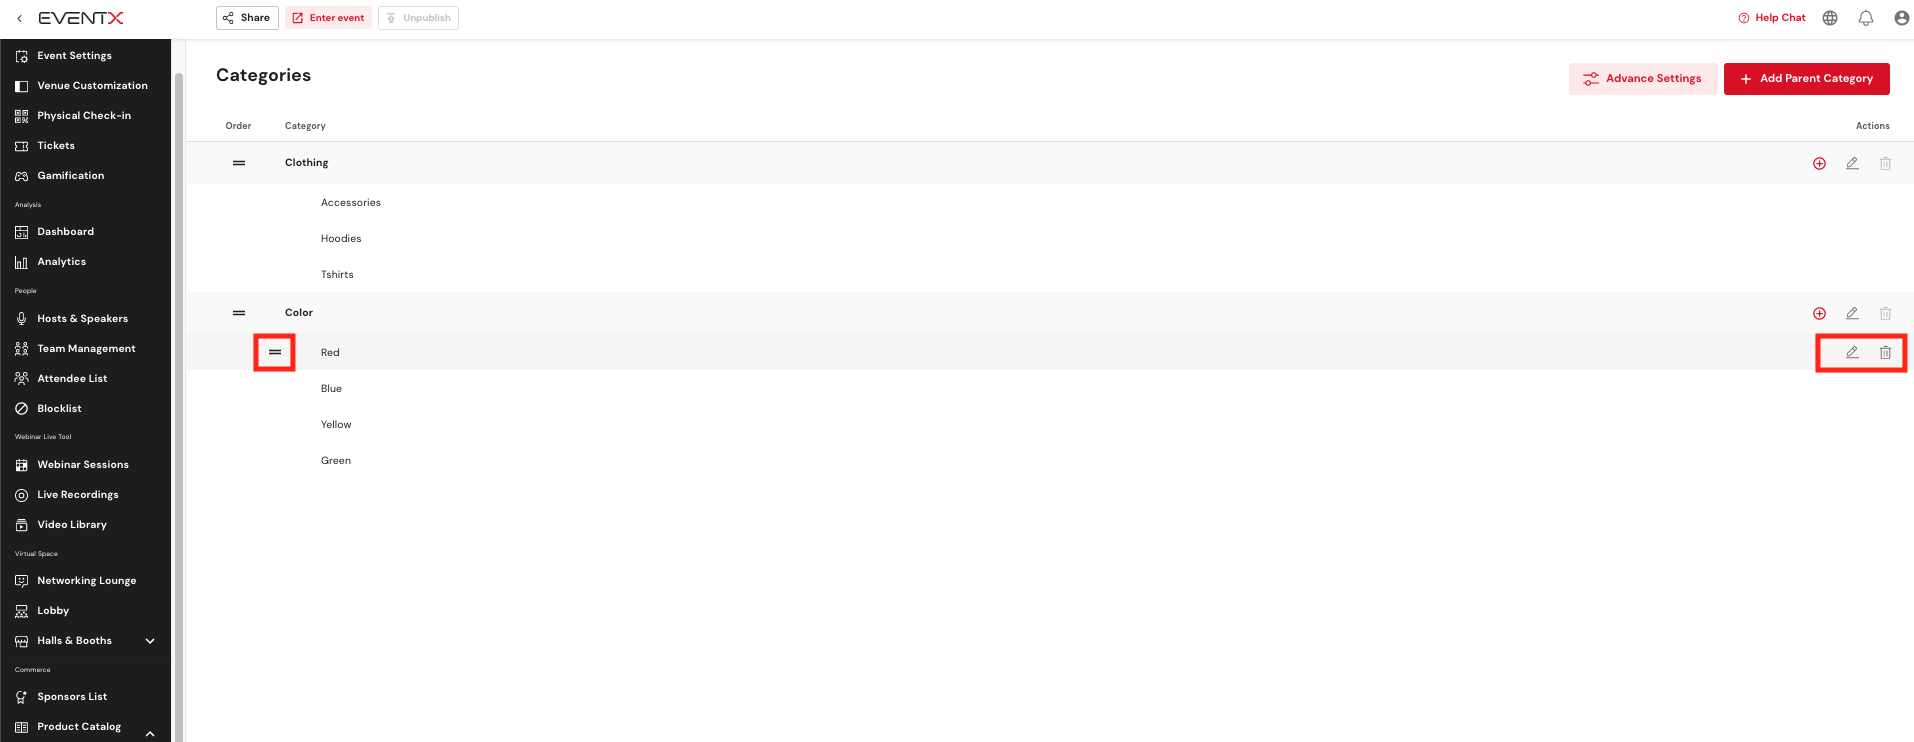 EVENTX
Share
Enter event
Unpublish
Help Chat
Event Settings
Venue Customization
Physical Check-in
Tickets
Gamification
Analysis
Dashboard
Analytics
People
Hosts & Speakers
Team Management
Attendee List
Blocklist
Webinar Live Tool
Webinar Sessions
Live Recordings
Video Library
Virtual Space
Networking Lounge
Lobby
Halls & Booths
Commerce
Sponsors List
Product Catalog
Categories
Advance Settings
Add Parent Category
Order Category Actions
Clothing
Accessories
Hoodies
Tshirts
Color
Red
Blue
Yellow
Green